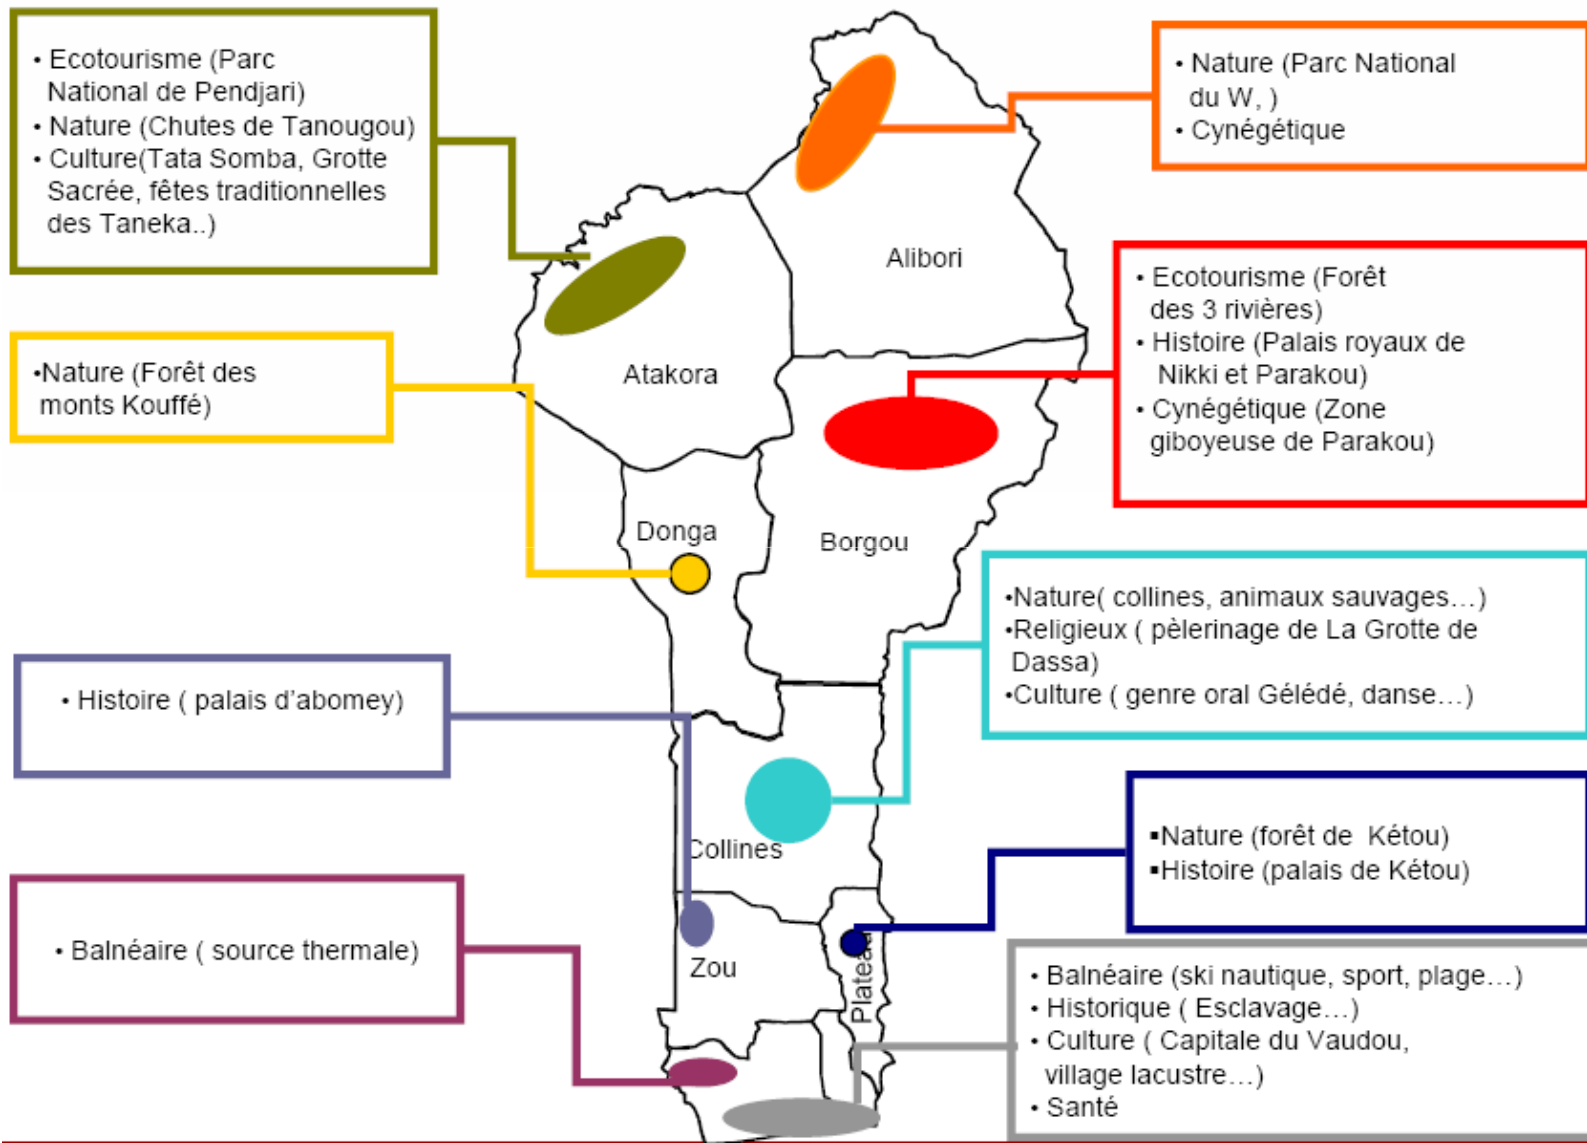 • Ecotourisme (Parc
National de Pendjari)
• Nature (Chutes de Tanougou)
• Culture(Tata Somba, Grotte
Sacrée, fêtes traditionnelles
des Taneka..)
• Nature (Parc National
du W, )
• Cynégétique
Alibori
• Ecotourisme (Forêt
des 3 rivières)
• Histoire (Palais royaux de
Nikki et Parakou)
• Cynégétique (Zone
giboyeuse de Parakou)
•Nature (Forêt des
monts Kouffé)
Atakora
Donga
Borgou
•Nature( collines, animaux sauvages…)
•Religieux ( pèlerinage de La Grotte de
Dassa)
•Culture ( genre oral Gélédé, danse…)
• Histoire ( palais d’abomey)
Collines
▪Nature (forêt de Kétou)
▪Histoire (palais de Kétou)
• Balnéaire ( source thermale)
Zou
Plateau
• Balnéaire (ski nautique, sport, plage…)
• Historique ( Esclavage…)
• Culture ( Capitale du Vaudou,
village lacustre…)
• Santé